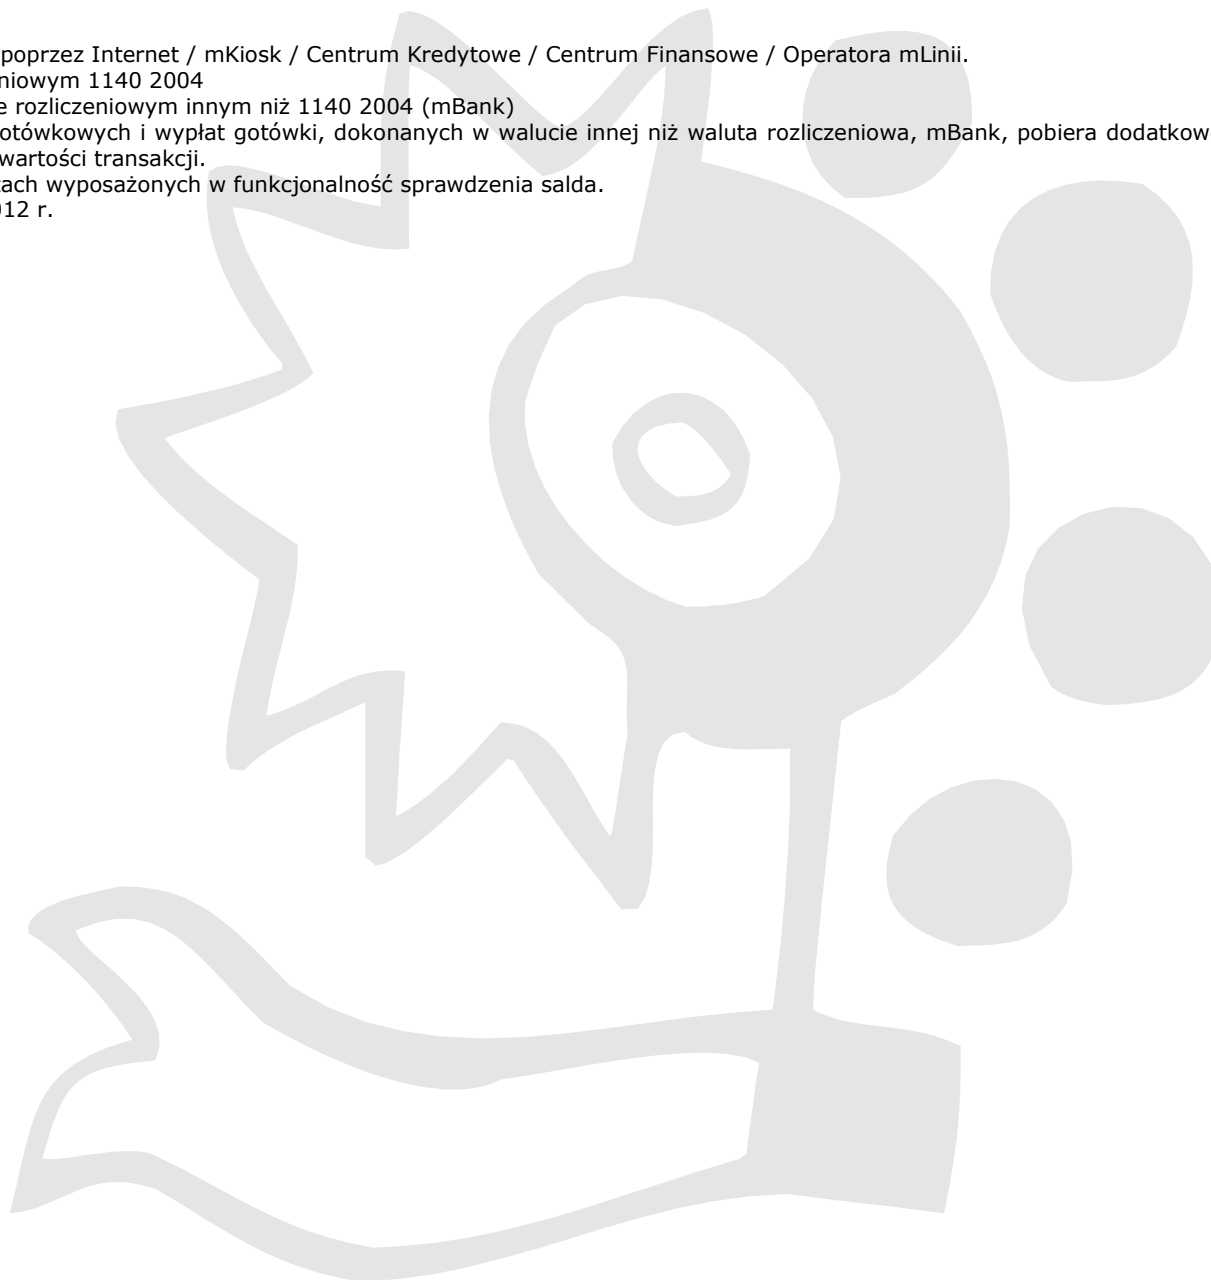 poprzez Internet / mKiosk / Centrum Kredytowe / Centrum Finansowe / Operatora mLinii.
niowym 1140 2004
e rozliczeniowym innym niż 1140 2004 (mBank)
otówkowych i wypłat gotówki, dokonanych w walucie innej niż waluta rozliczeniowa, mBank, pobiera dodatkow
wartości transakcji.
tach wyposażonych w funkcjonalność sprawdzenia salda.
012 r.